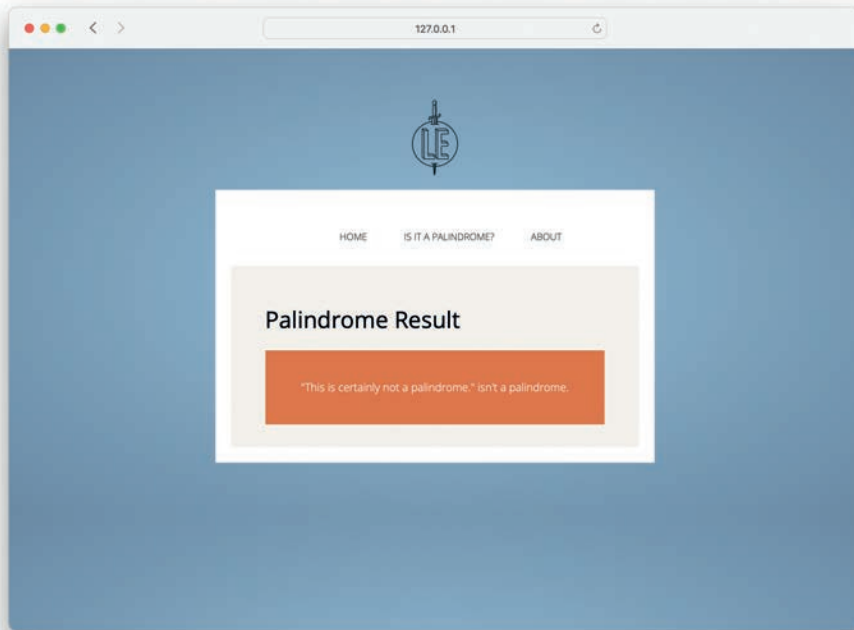 127.0.0.1
LE
HOME IS IT A PALINDROME? ABOUT
Palindrome Result
"This is certainly not a palindrome." isn't a palindrome.